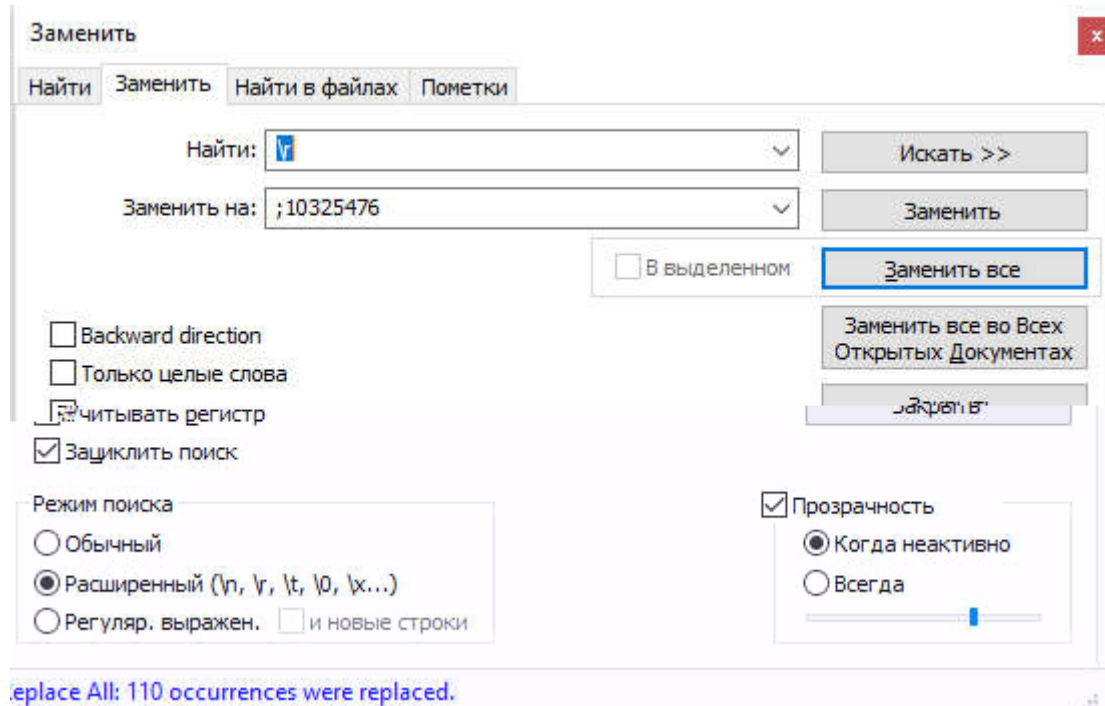 Заменить
x
Найти Заменить Найти в файлах Пометки
Найти: \r Искать >>
Заменить на: ;10325476 Заменить
В выделенном Заменить все
Backward direction
Заменить все во Всех
Открытых Документах
Только целые слова
читывать регистр
Зациклить поиск
Режим поиска
Прозрачность
Обычный
Когда неактивно
Расширенный (\n, \r, \t, \0, \x...)
Всегда
Регуляр. выражен. и новые строки
eplace All: 110 occurrences were replaced.